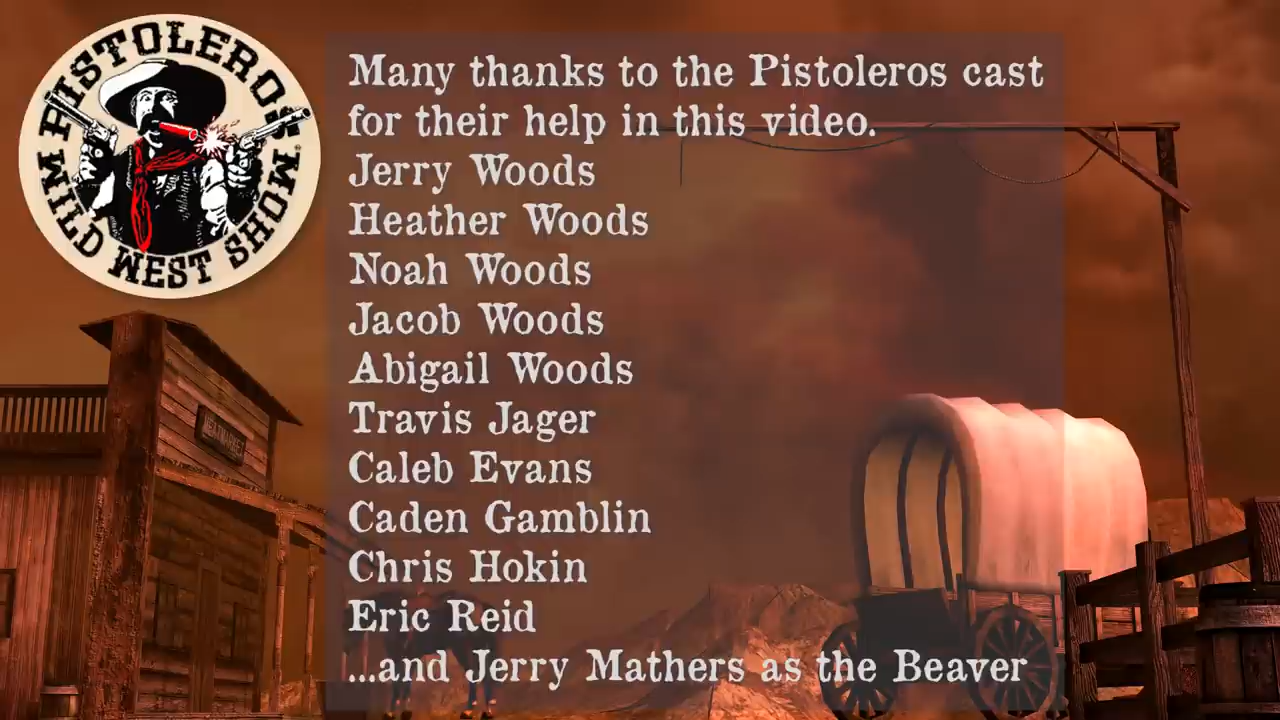 PISTOLEROS
WILD WEST SHOW
Many thanks to the Pistoleros cast
for their help in this video.
Jerry Woods
Heather Woods
Noah Woods
Jacob Woods
Abigail Woods
Travis Jager
Caleb Evans
Caden Gamblin
Chris Hokin
Eric Reid
...and Jerry Mathers as the Beaver